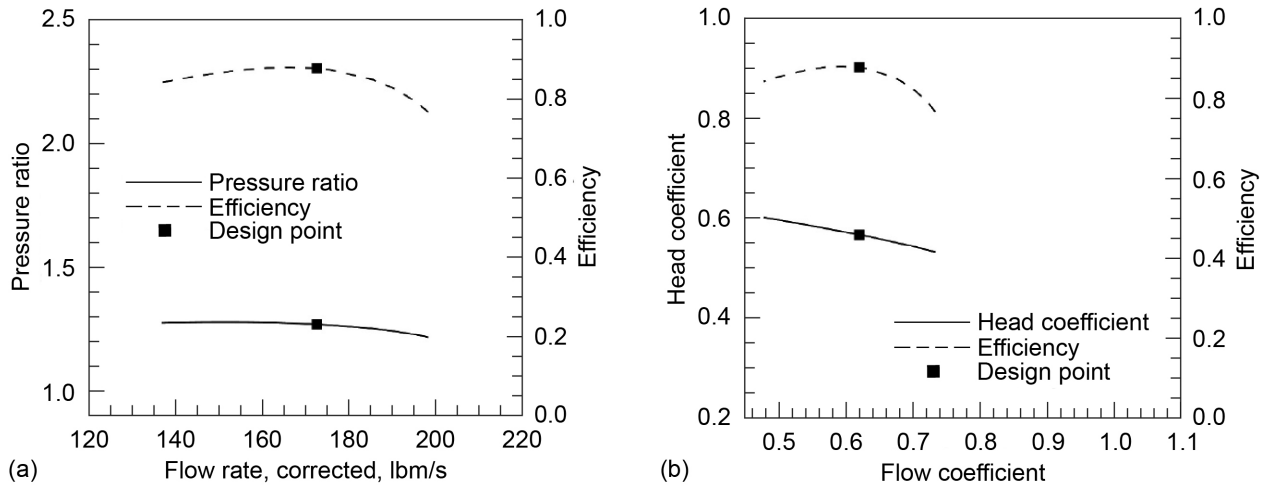 2.5
2.0
1.5
1.0
Pressure ratio
Pressure ratio
Efficiency
Design point
1.0
0.8
0.6
0.4
0.2
0.0
Efficiency
120 140 160 180 200 220
(a) Flow rate, corrected, lbm/s
1.0
0.8
0.6
0.4
0.2
Head coefficient
Head coefficient
Efficiency
Design point
1.0
0.8
0.6
0.4
0.2
0.0
Efficiency
0.5 0.6 0.7 0.8 0.9 1.0 1.1
(b) Flow coefficient